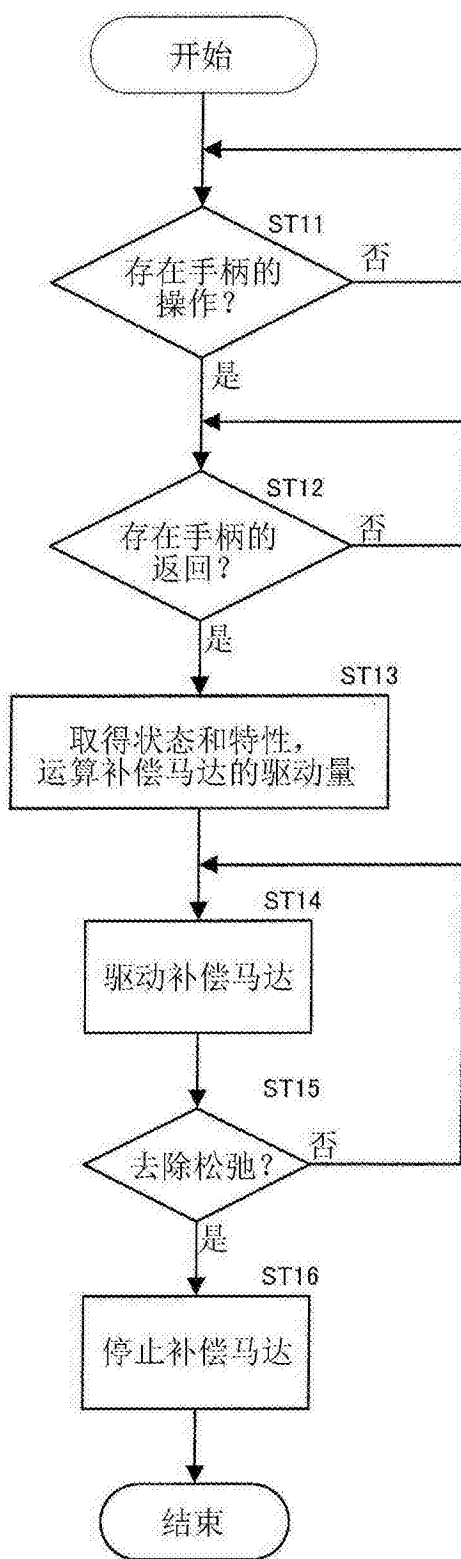 开始
ST11
存在手柄的
操作?
否
是
ST12
存在手柄的
返回?
否
是
ST13
取得状态和特性，
运算补偿马达的驱动量
ST14
驱动补偿马达
ST15
去除松弛?
否
是
ST16
停止补偿马达
结束